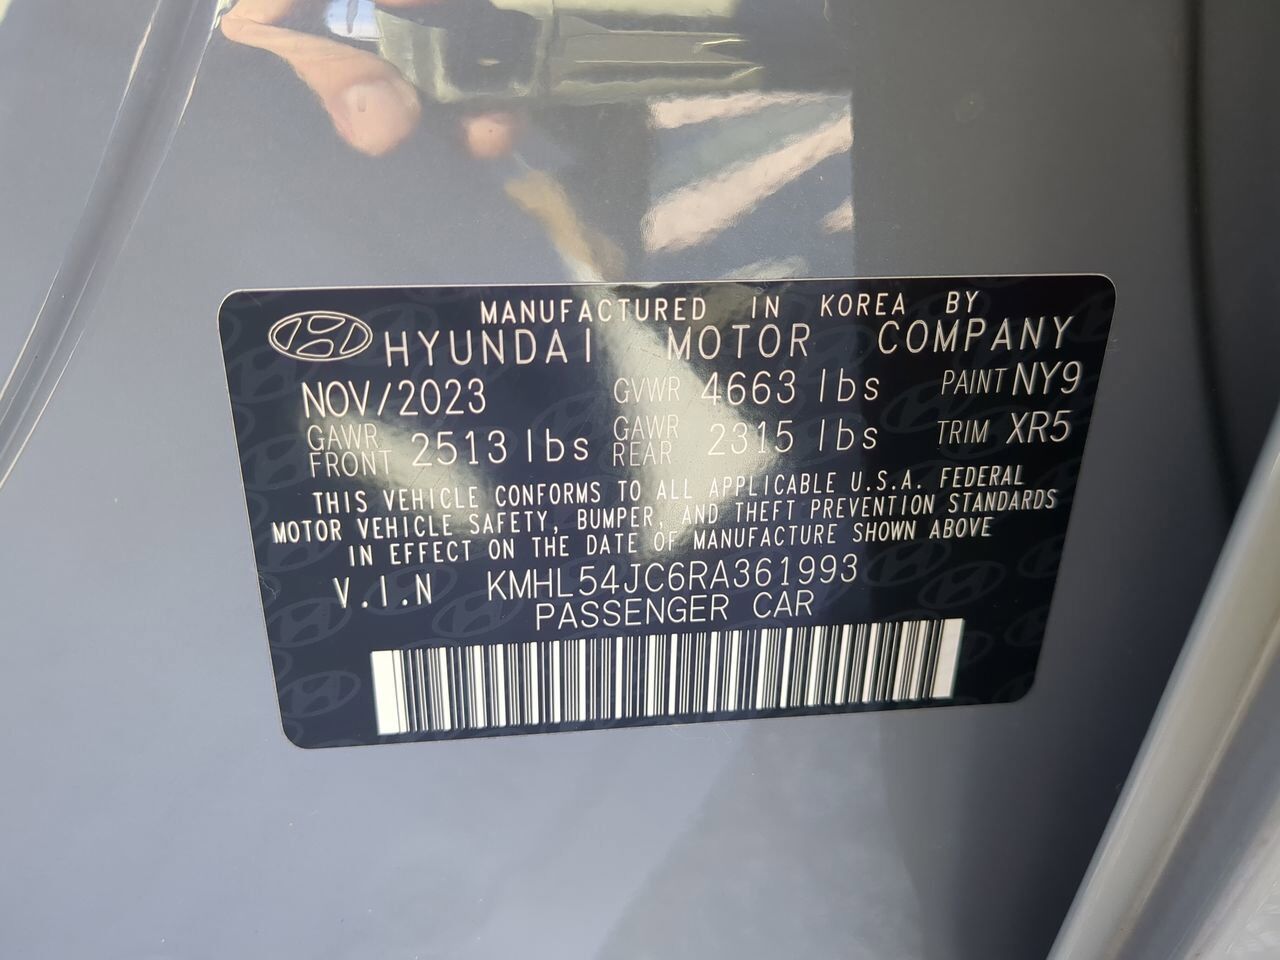 MANUFACTURED IN KOREA BY
HYUNDAI MOTOR COMPANY
NOV/2023 GVWR 4663 lbs PAINT NY9
GAWR FRONT 2513 lbs GAWR REAR 2315 lbs TRIM XR5
THIS VEHICLE CONFORMS TO ALL APPLICABLE U.S.A. FEDERAL
MOTOR VEHICLE SAFETY, BUMPER, AND THEFT PREVENTION STANDARDS
IN EFFECT ON THE DATE OF MANUFACTURE SHOWN ABOVE
V.I.N KMHL54JC6RA361993
PASSENGER CAR